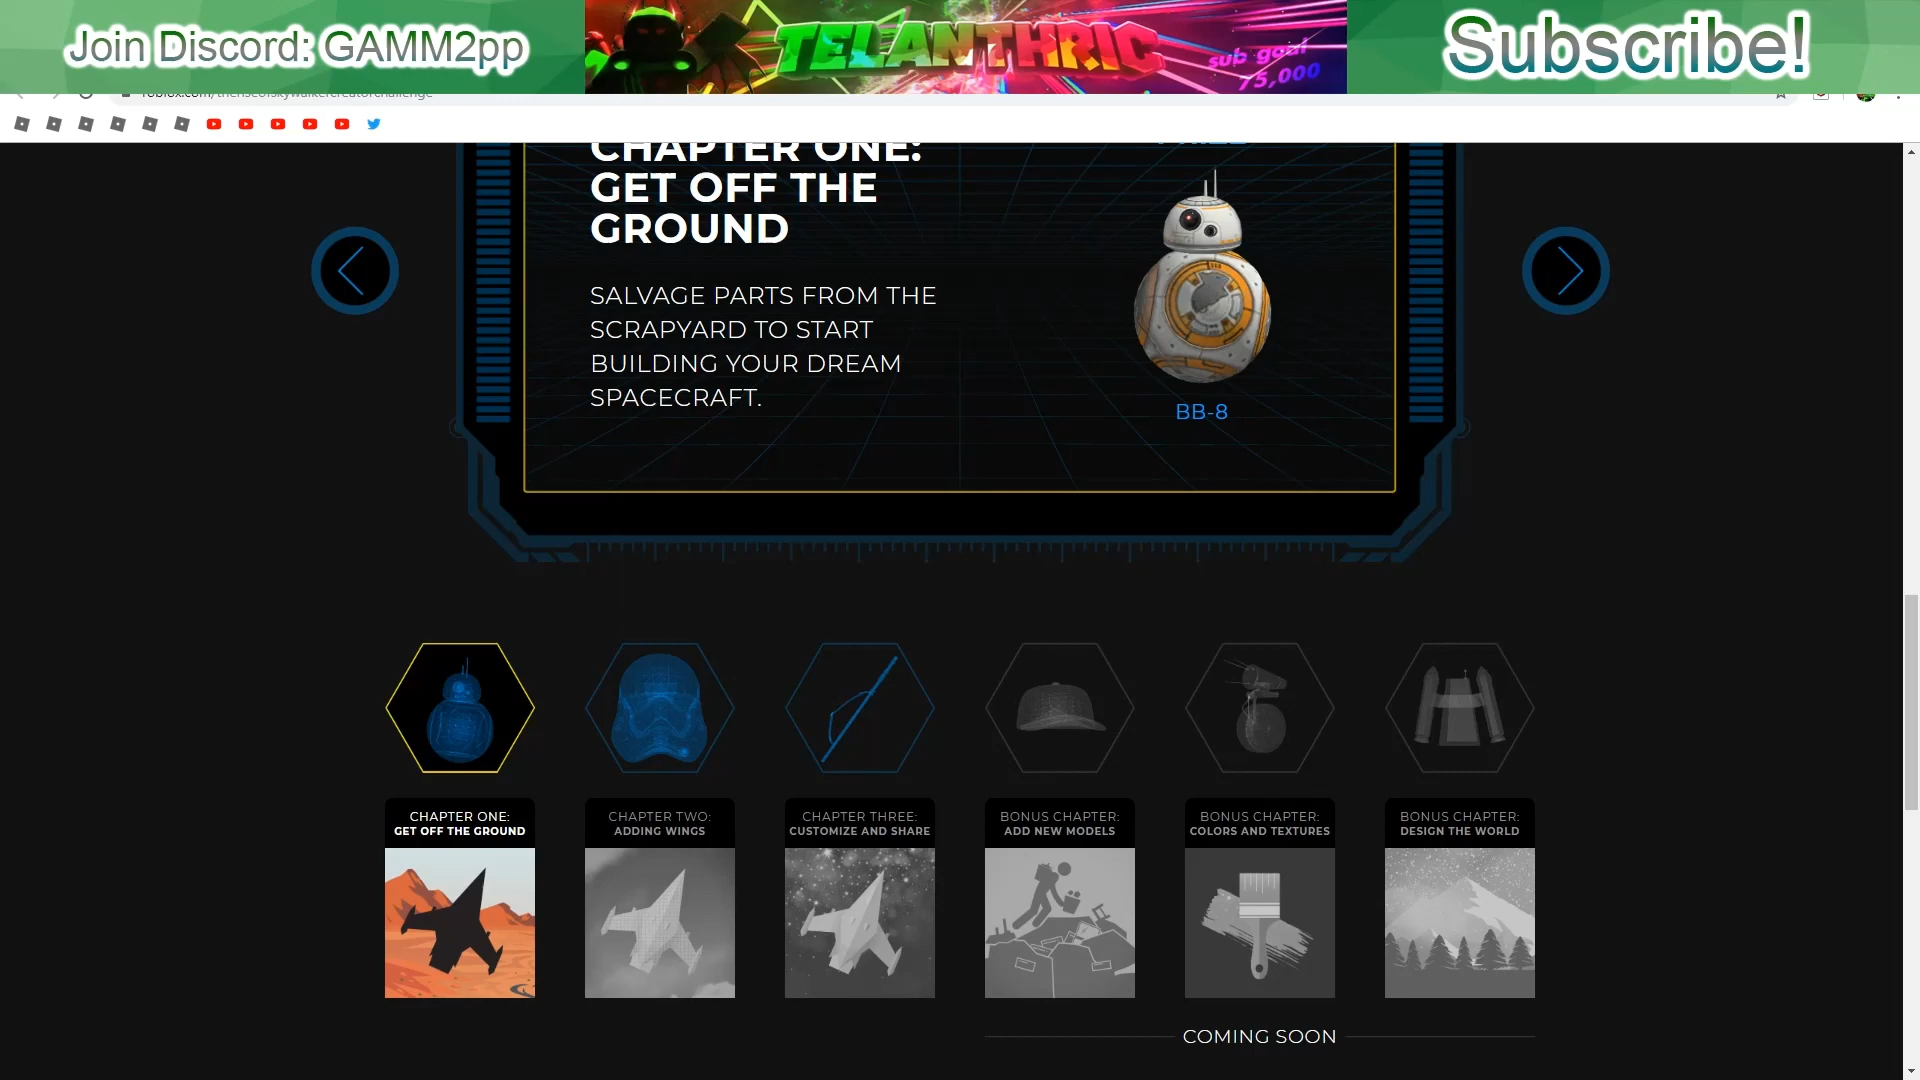 Join Discord: GAMM2pp
TELANTHRIC
sub goal
75,000
Subscribe!
CHAPTER ONE:
GET OFF THE
GROUND
SALVAGE PARTS FROM THE
SCRAPYARD TO START
BUILDING YOUR DREAM
SPACECRAFT.
BB-8
CHAPTER ONE:
GET OFF THE GROUND
CHAPTER TWO:
ADDING WINGS
CHAPTER THREE:
CUSTOMIZE AND SHARE
BONUS CHAPTER:
ADD NEW MODELS
BONUS CHAPTER:
COLORS AND TEXTURES
BONUS CHAPTER:
DESIGN THE WORLD
COMING SOON